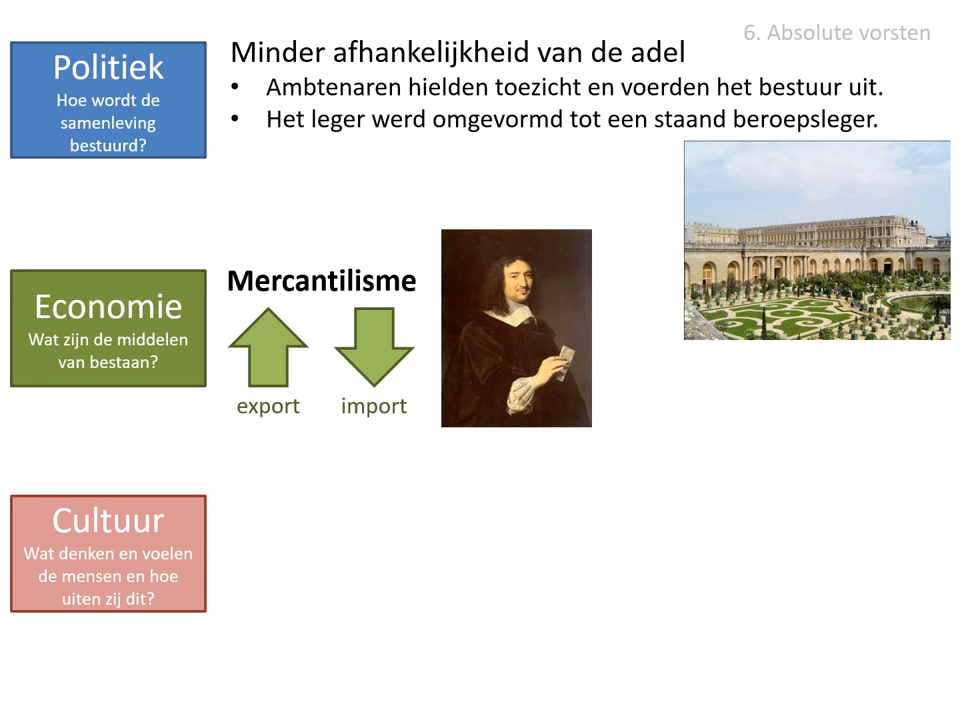 6. Absolute vorsten
Politiek
Hoe wordt de
samenleving
bestuurd?
Minder afhankelijkheid van de adel
• Ambtenaren hielden toezicht en voerden het bestuur uit.
• Het leger werd omgevormd tot een staand beroepsleger.
Economie
Wat zijn de middelen
van bestaan?
Mercantilisme
export import
Cultuur
Wat denken en voelen
de mensen en hoe
uiten zij dit?